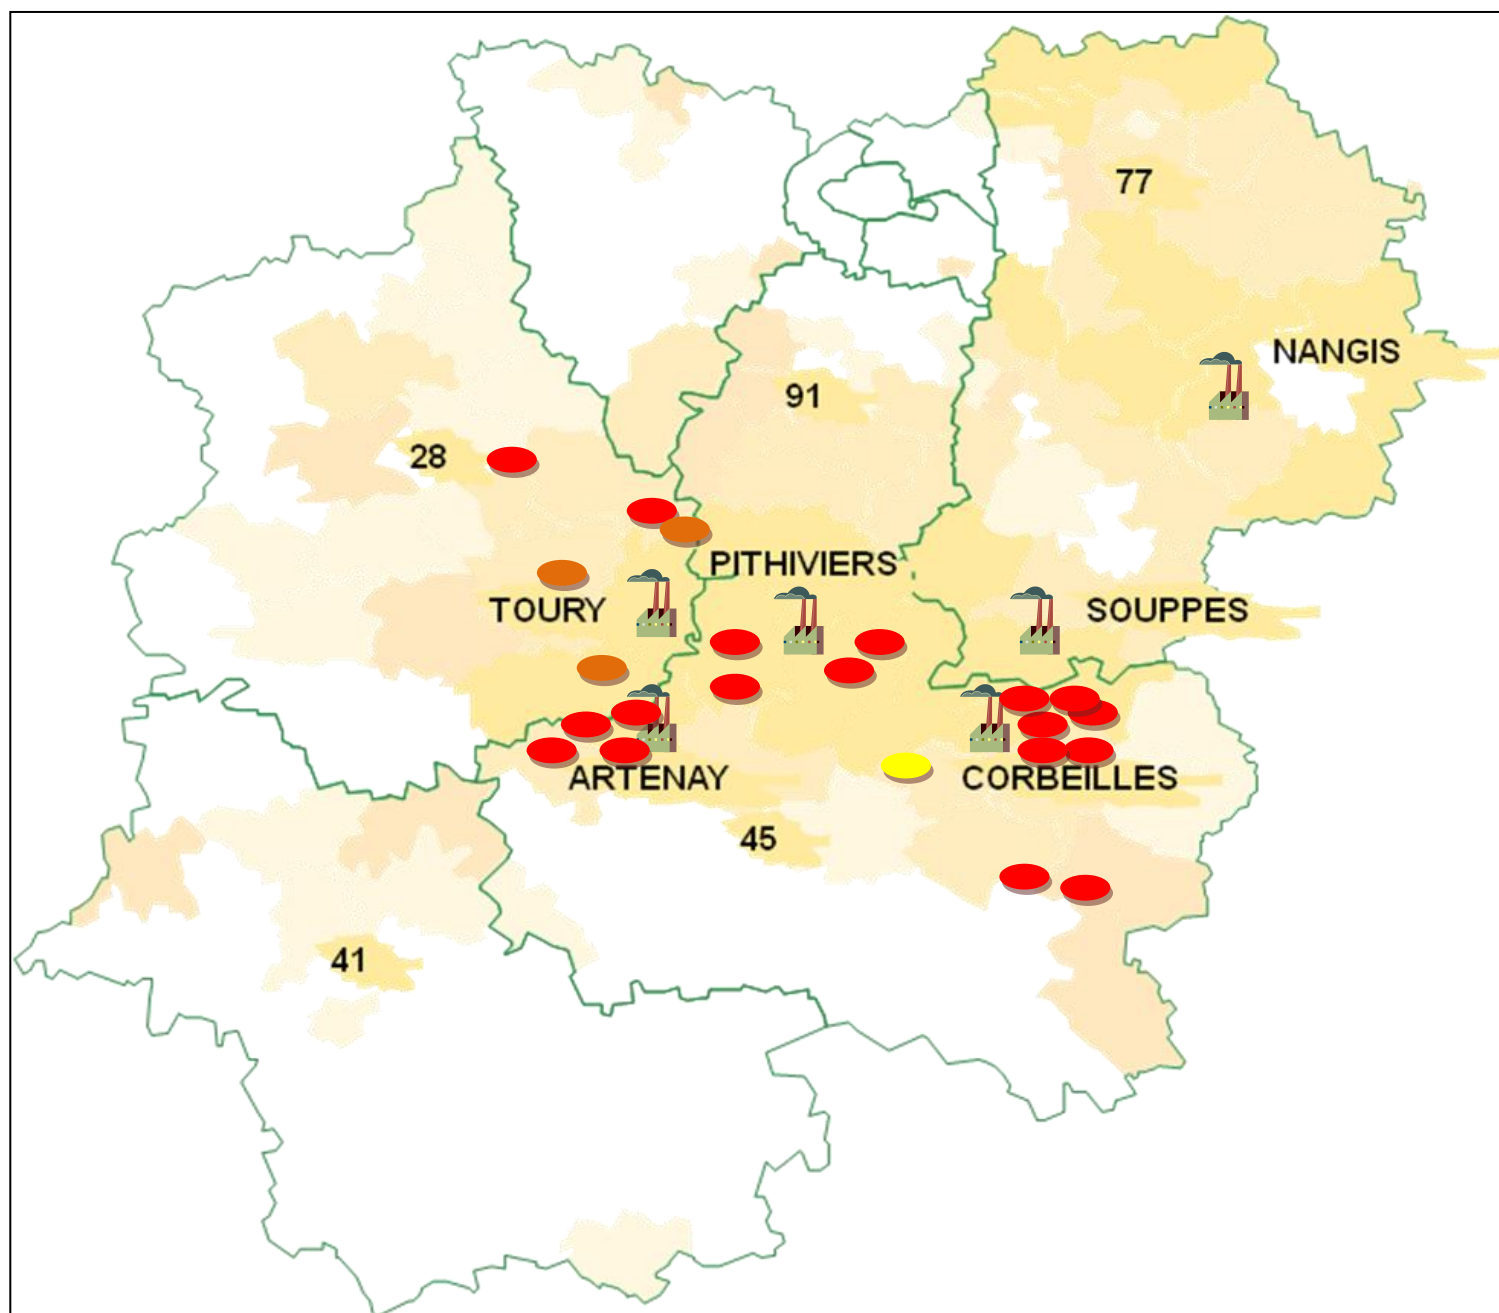 77
NANGIS
91
28
PITHIVIERS
TOURY
SOUPPES
ARTENAY
CORBEILLES
45
41